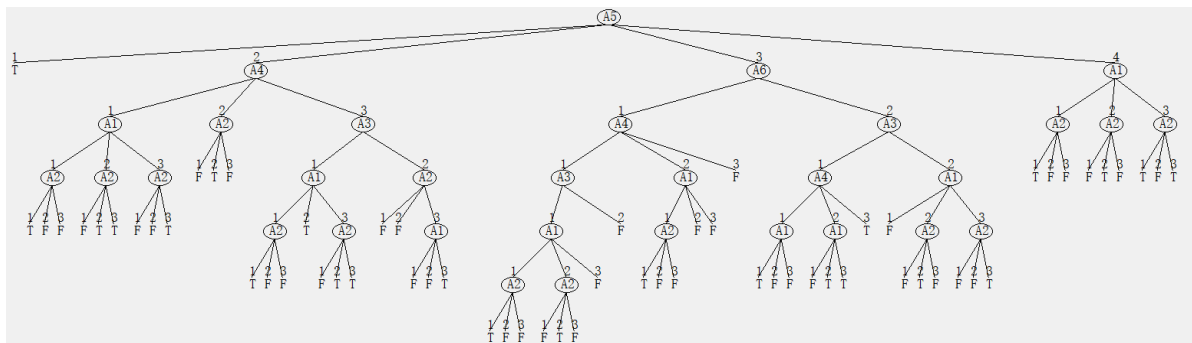 A5
1 2 3 4
T A4 A6 A1
1 2 3 1 2 1 2 3
A1 A2 A3 A4 A3 A2 A2 A2
1 2 3 1 2 3 1 2 1 2 3 1 2 1 2 3 1 2 3 1 2 3
A2 A2 A2 F T F A1 A2 A3 A1 F A4 A1 T F F F T F T F T
1 2 3 1 2 3 1 2 3 1 2 3 1 2 3 1 2 1 2 3 1 2 3 1 2 3
T F F F T T F F T A2 T A2 F F A1 A1 F A2 F F A1 A1 T F A2 A2
1 2 3 1 2 3 1 2 3 1 2 3 1 2 3 1 2 3 1 2 3 1 2 3 1 2 3
T F F F T T F F T A2 A2 F T F F T F F F T T F T F F F T
1 2 3 1 2 3
T F F F T F